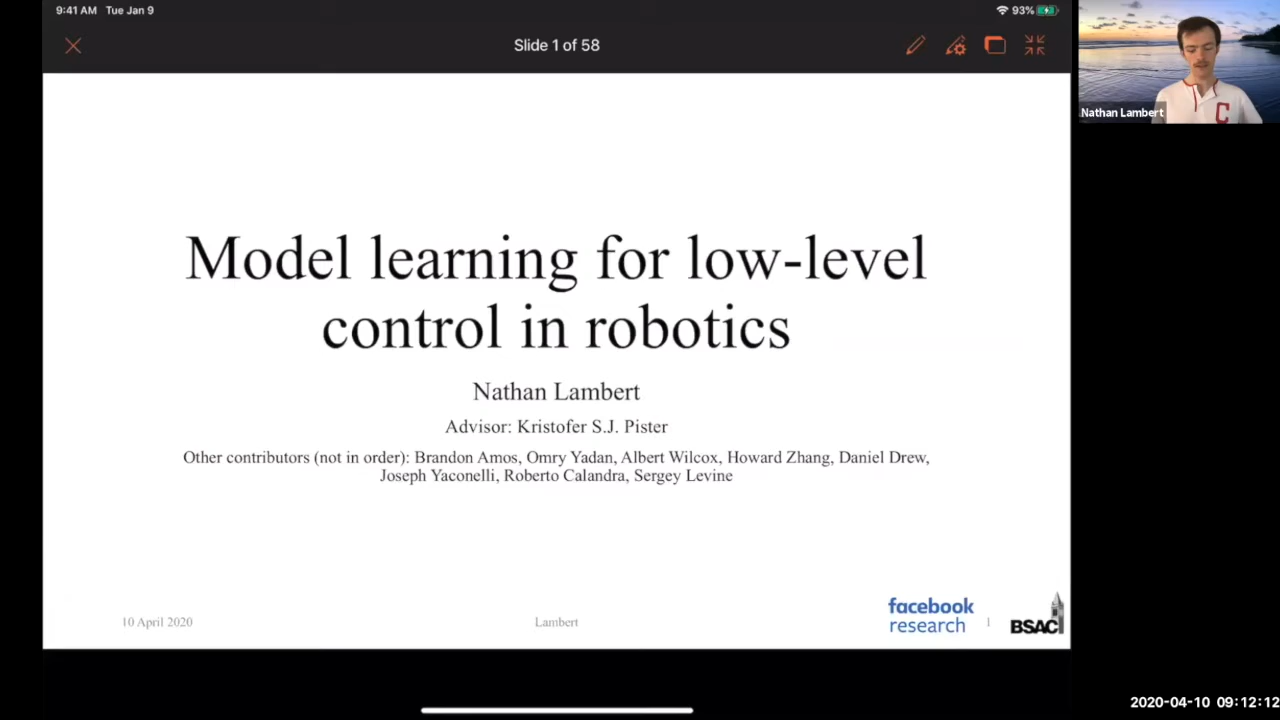 9:41 AM Tue Jan 9
93%
Slide 1 of 58
Nathan Lambert
Model learning for low-level
control in robotics
Nathan Lambert
Advisor: Kristofer S.J. Pister
Other contributors (not in order): Brandon Amos, Omry Yadan, Albert Wilcox, Howard Zhang, Daniel Drew,
Joseph Yaconelli, Roberto Calandra, Sergey Levine
10 April 2020
Lambert
facebook
research
1
BSAC
C
2020-04-10 09:12:12